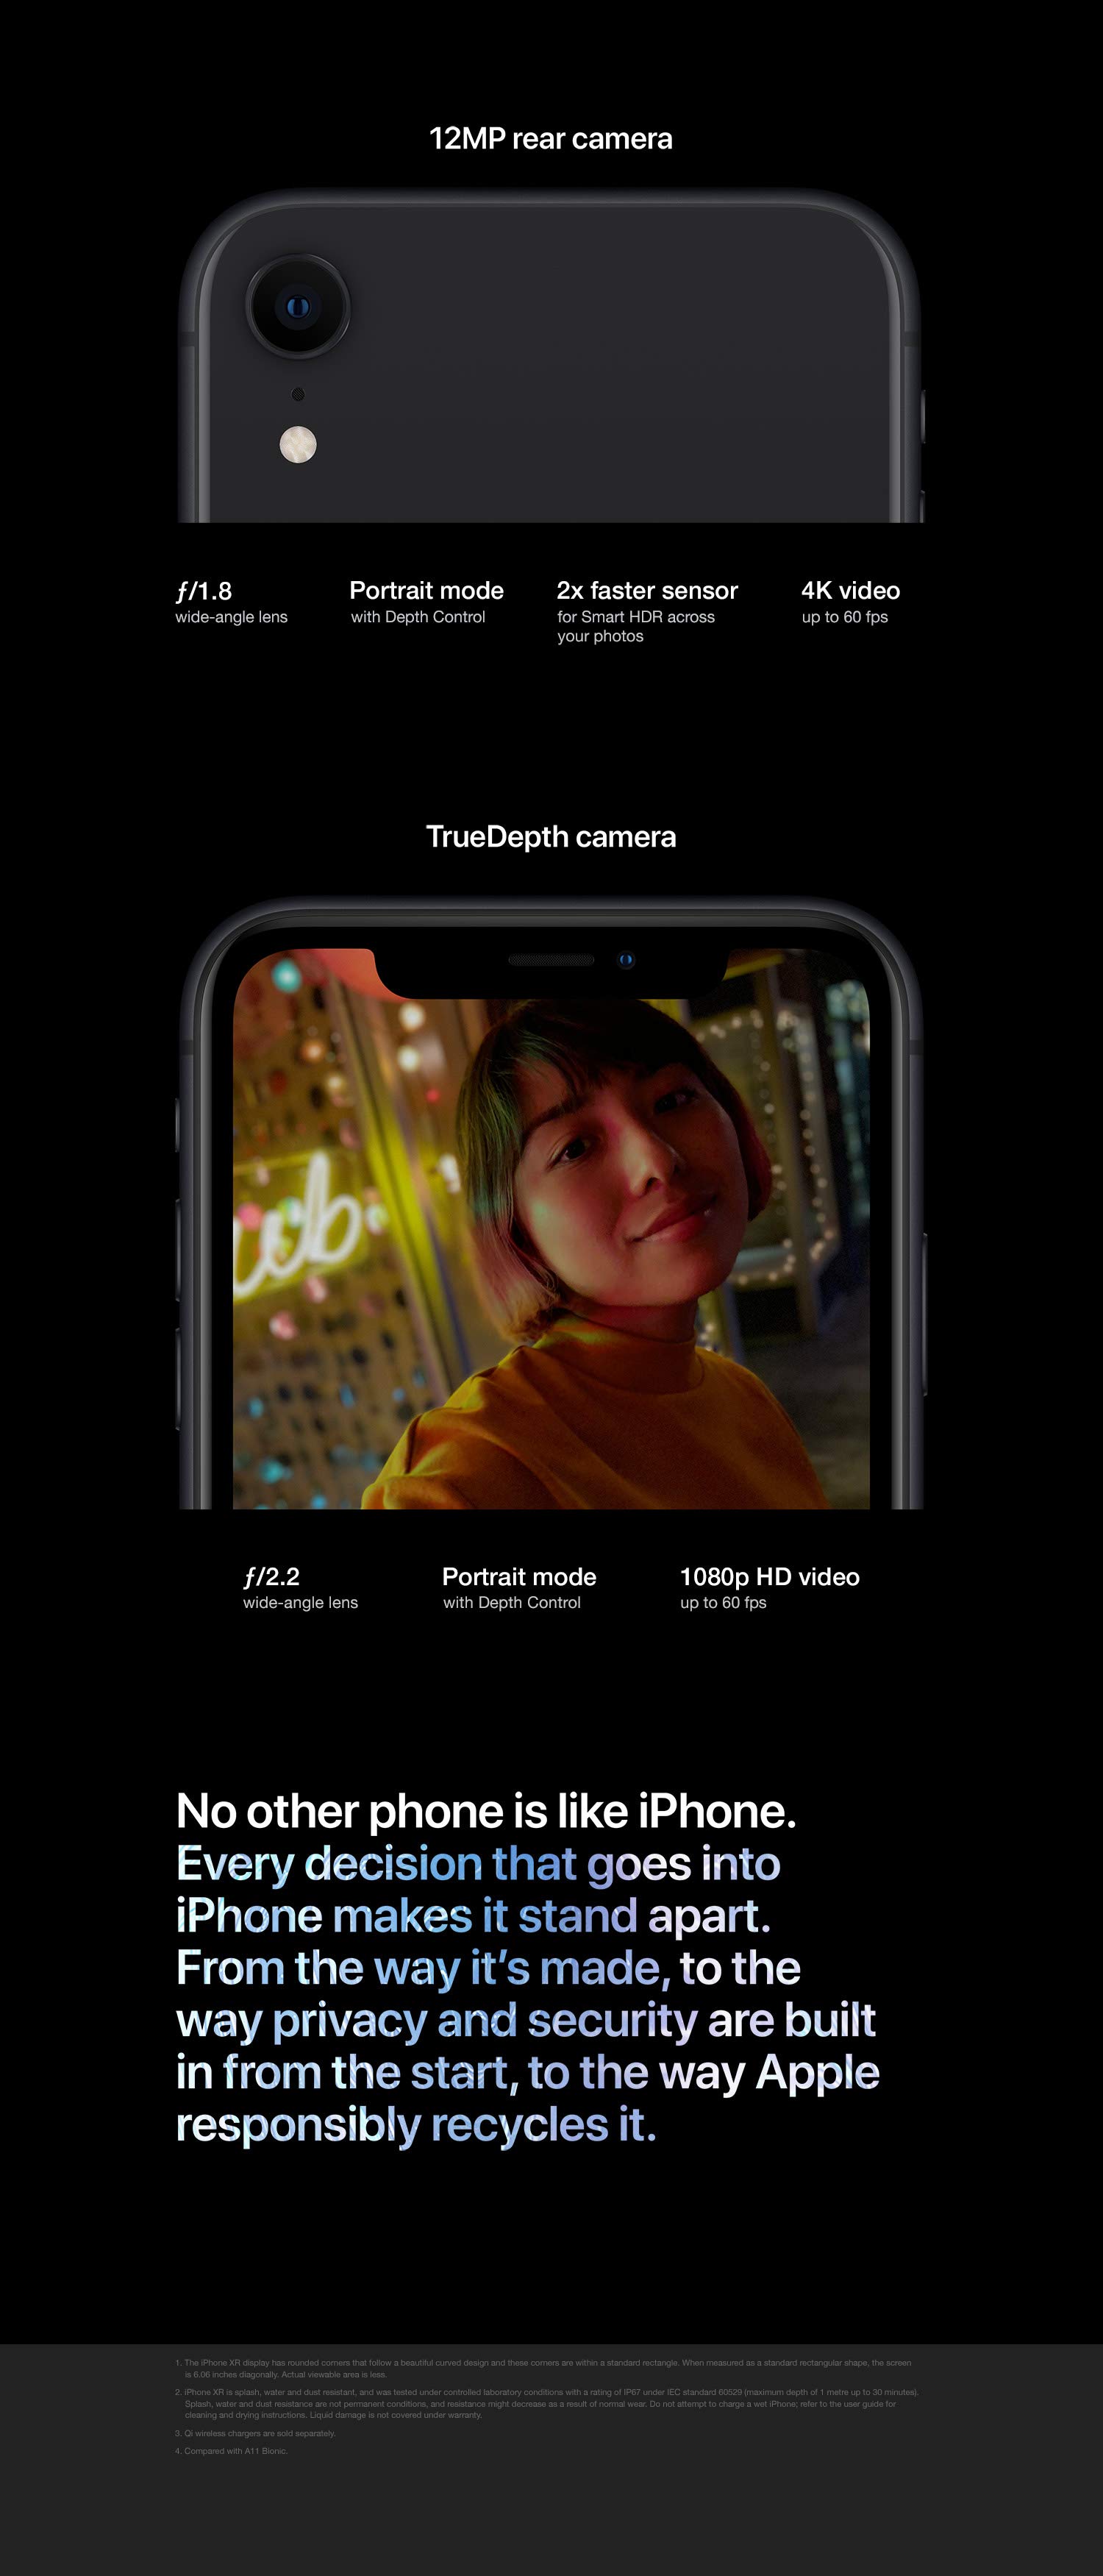 12MP rear camera
ƒ/1.8
wide-angle lens
Portrait mode
with Depth Control
2x faster sensor
for Smart HDR across
your photos
4K video
up to 60 fps
TrueDepth camera
ub
ƒ/2.2
wide-angle lens
Portrait mode
with Depth Control
1080p HD video
up to 60 fps
No other phone is like iPhone.
Every decision that goes into
iPhone makes it stand apart.
From the way it’s made, to the
way privacy and security are built
in from the start, to the way Apple
responsibly recycles it.
1. The iPhone XR display has rounded corners that follow a beautiful curved design and these corners are within a standard rectangle. When measured as a standard rectangular shape, the screen
is 6.06 inches diagonally. Actual viewable area is less.
2. iPhone XR is splash, water and dust resistant, and was tested under controlled laboratory conditions with a rating of IP67 under IEC standard 60529 (maximum depth of 1 metre up to 30 minutes).
Splash, water and dust resistance are not permanent conditions, and resistance might decrease as a result of normal wear. Do not attempt to charge a wet iPhone; refer to the user guide for
cleaning and drying instructions. Liquid damage is not covered under warranty.
3. Qi wireless chargers are sold separately.
4. Compared with A11 Bionic.